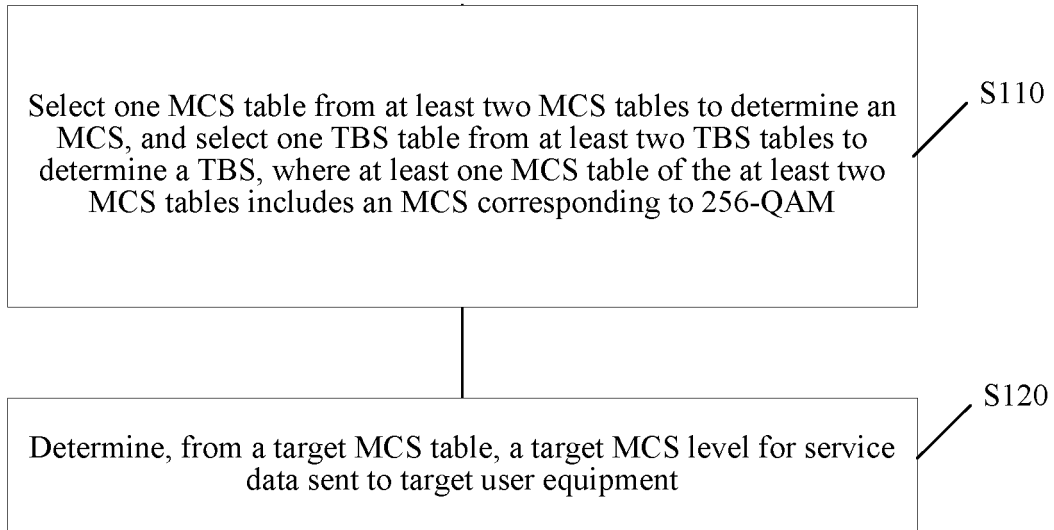 Select one MCS table from at least two MCS tables to determine an
MCS, and select one TBS table from at least two TBS tables to
determine a TBS, where at least one MCS table of the at least two
MCS tables includes an MCS corresponding to 256-QAM
S110
S120
Determine, from a target MCS table, a target MCS level for service
data sent to target user equipment